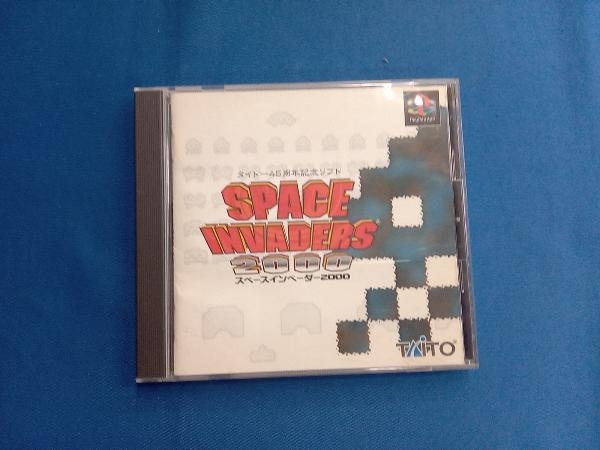 タイトー45周年記念ソフト
SPACE
INVADERS
2000
スペースインベーダー2000
TAITO